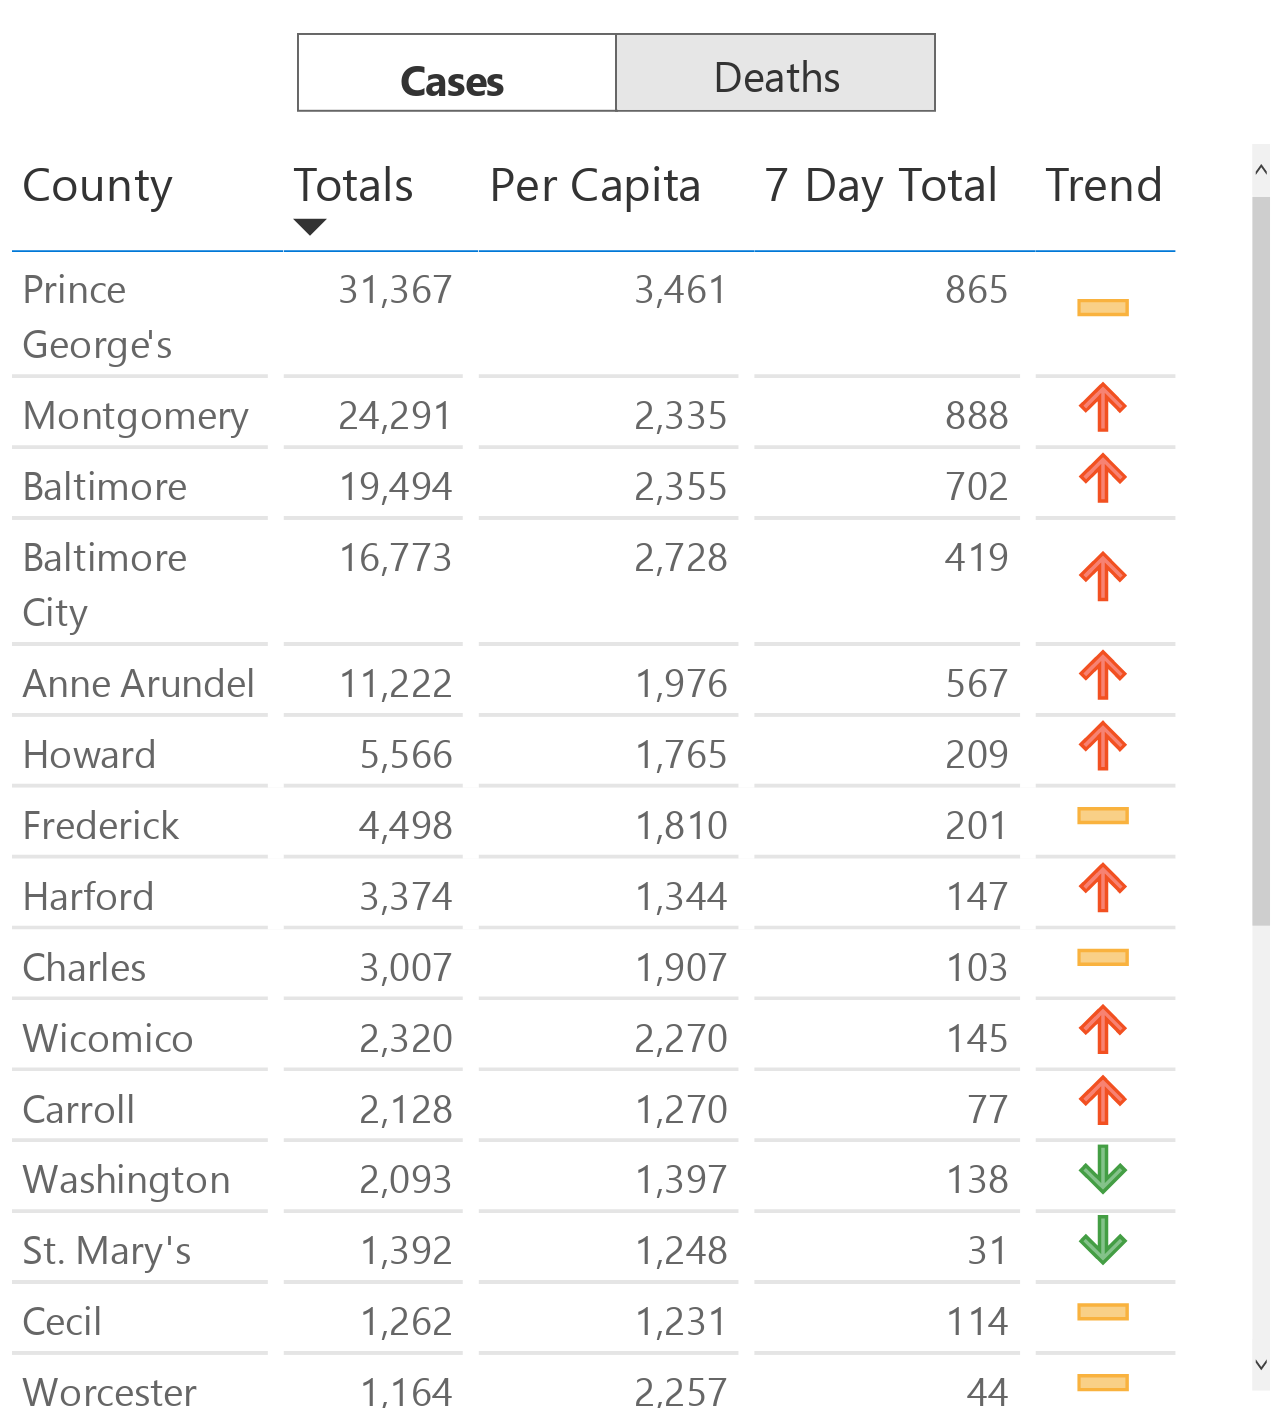 Cases Deaths
County Totals Per Capita 7 Day Total Trend
Prince 31,367 3,461 865
George's
Montgomery 24,291 2,335 888
Baltimore 19,494 2,355 702
Baltimore 16,773 2,728 419
City
Anne Arundel 11,222 1,976 567
Howard 5,566 1,765 209
Frederick 4,498 1,810 201
Harford 3,374 1,344 147
Charles 3,007 1,907 103
Wicomico 2,320 2,270 145
Carroll 2,128 1,270 77
Washington 2,093 1,397 138
St. Mary's 1,392 1,248 31
Cecil 1,262 1,231 114
Worcester 1,164 2,257 44